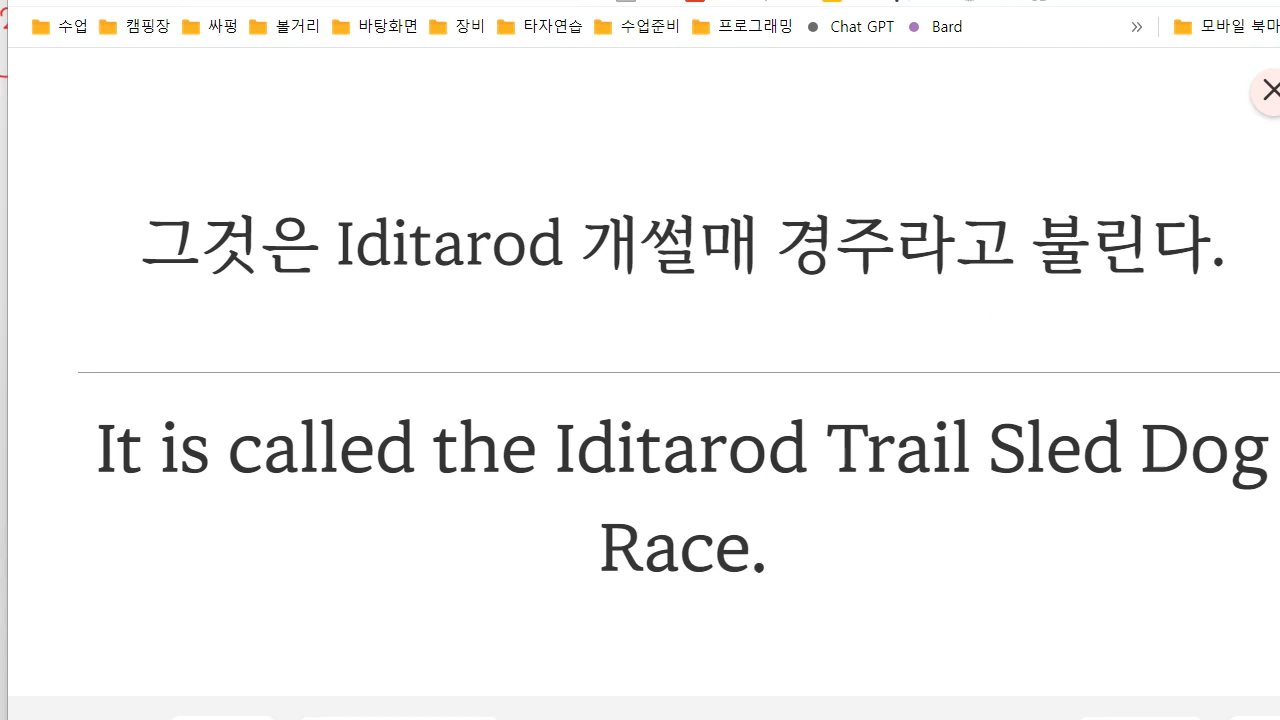 수업 캠핑장 싸펑 볼거리 바탕화면 장비 타자연습 수업준비 프로그래밍 Chat GPT Bard » 모바일
그것은 Iditarod 개썰매 경주라고 불린다.
It is called the Iditarod Trail Sled Dog
Race.